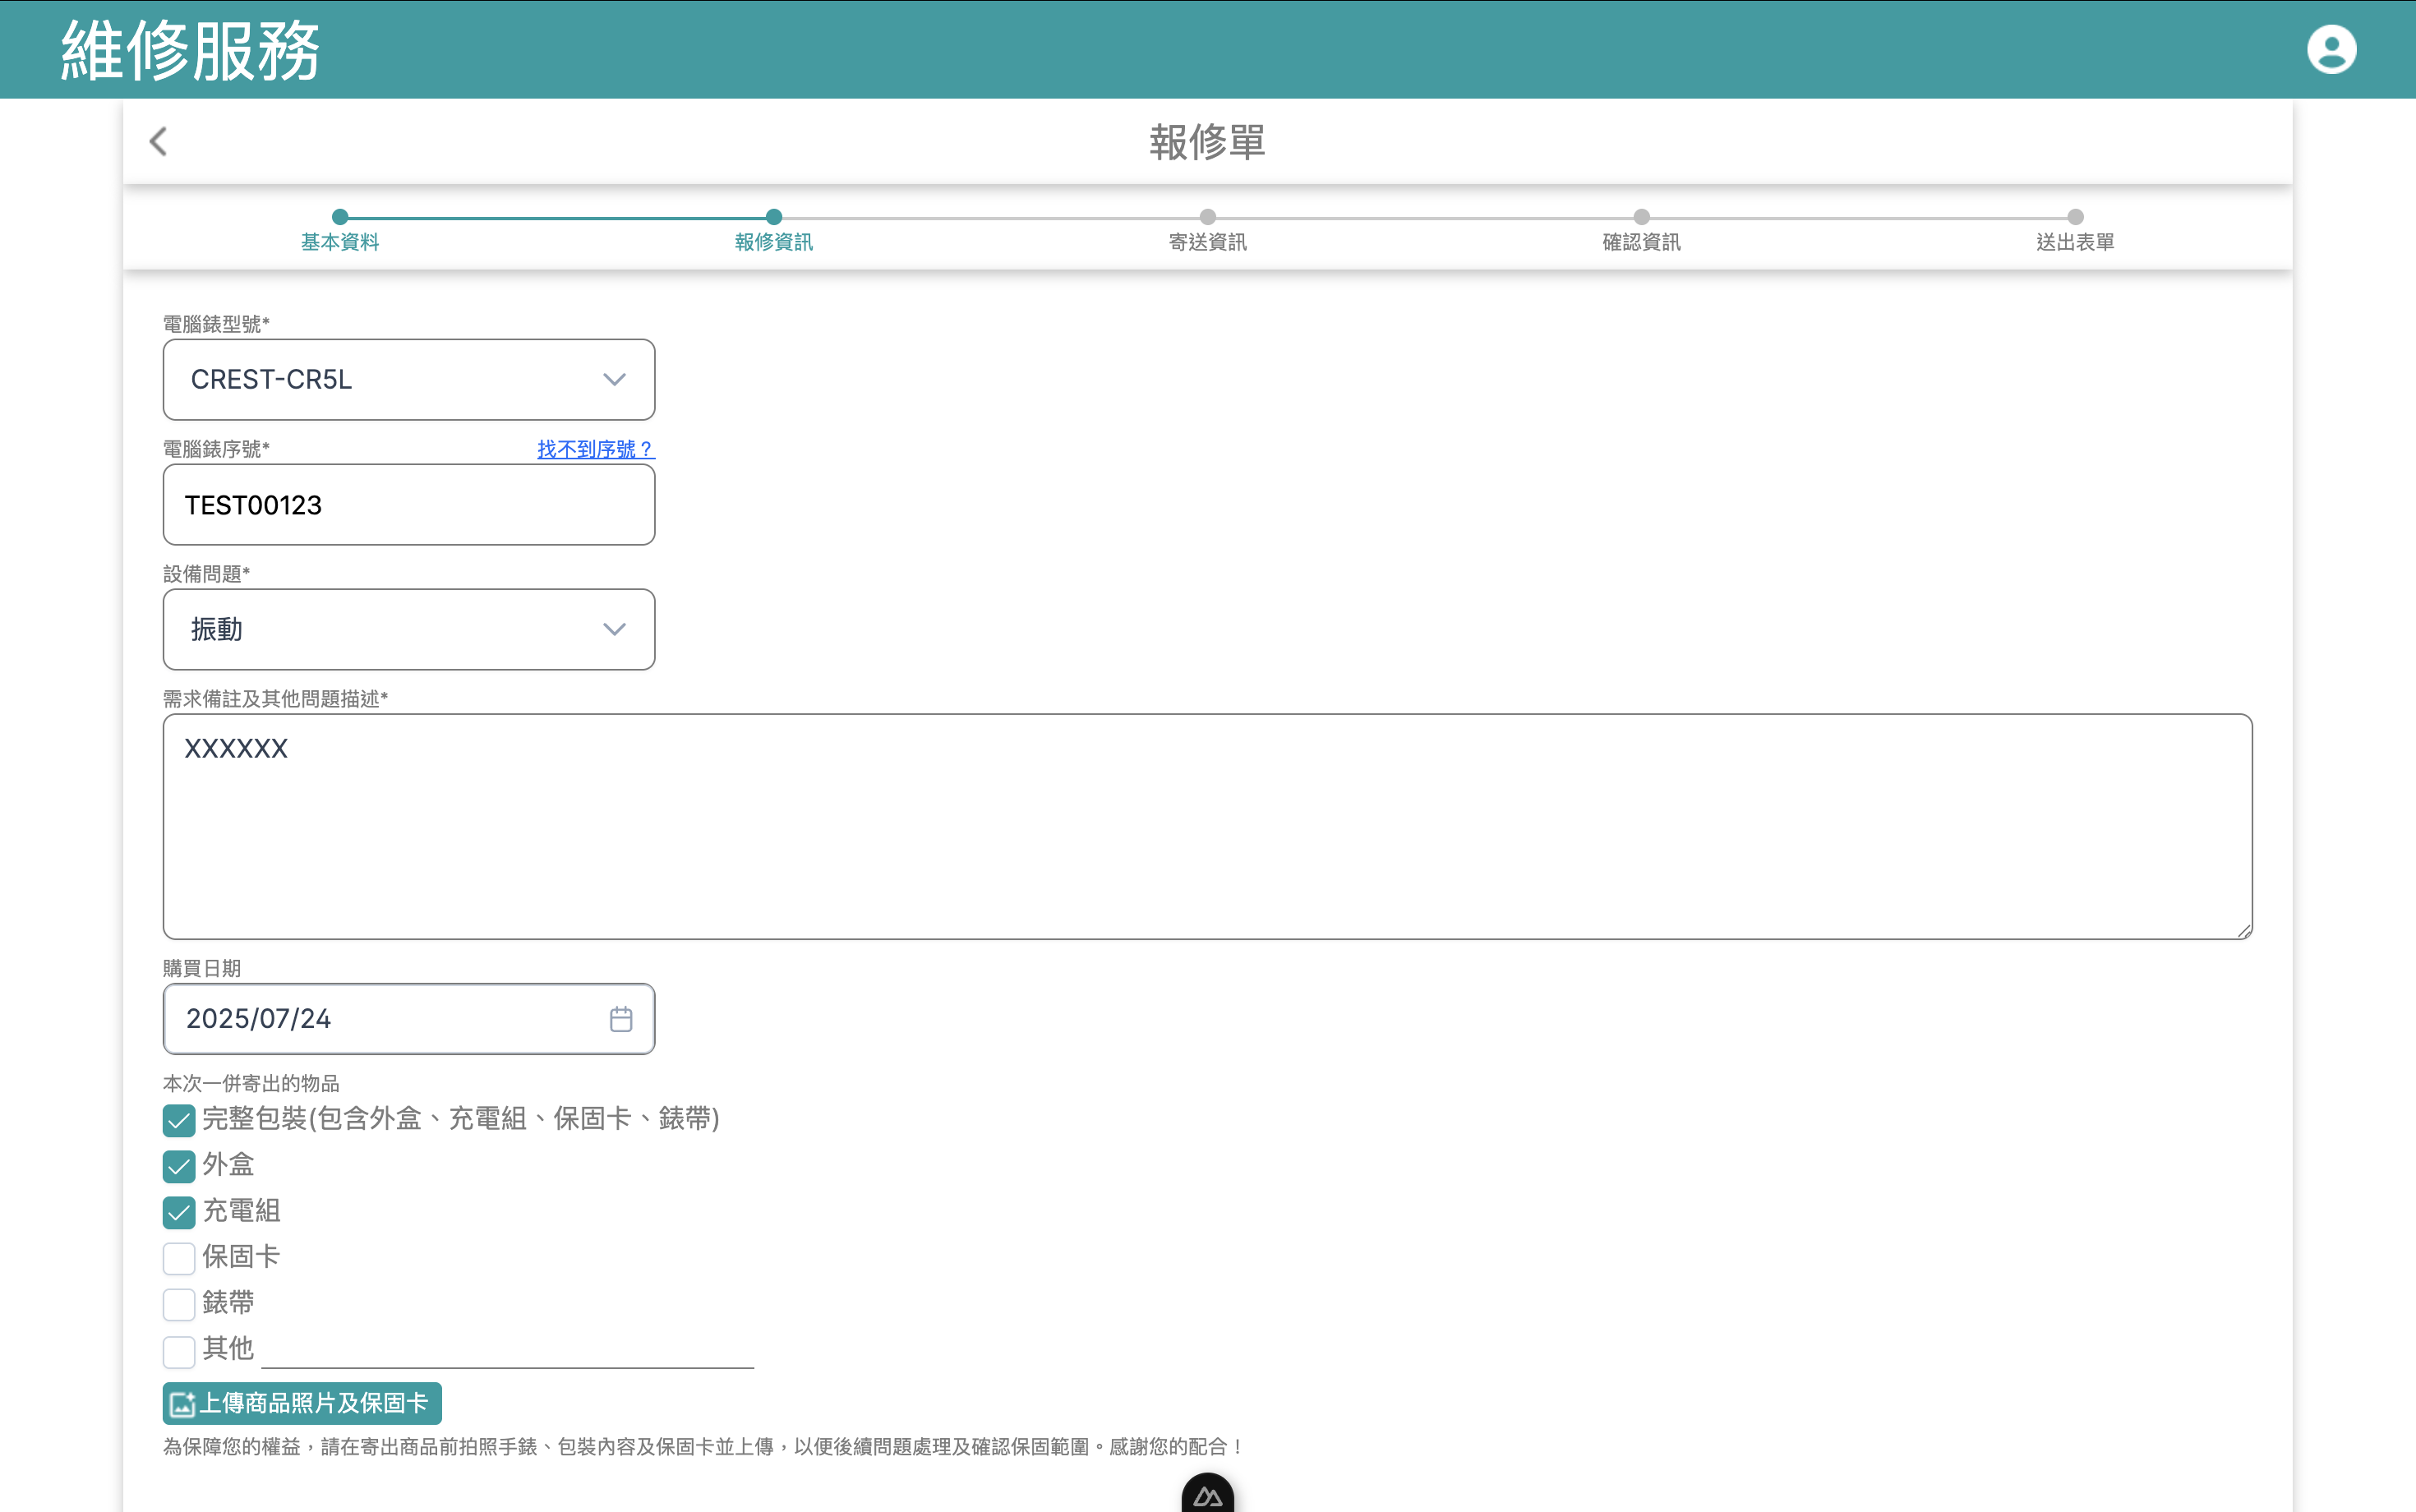 維修服務
報修單
基本資料
報修資訊
寄送資訊
確認資訊
送出表單
電腦錶型號*
CREST-CR5L
電腦錶序號*
找不到序號？
TEST00123
設備問題*
振動
需求備註及其他問題描述*
XXXXXX
購買日期
2025/07/24
本次一併寄出的物品
完整包裝(包含外盒、充電組、保固卡、錶帶)
外盒
充電組
保固卡
錶帶
其他
上傳商品照片及保固卡
為保障您的權益，請在寄出商品前拍照手錶、包裝內容及保固卡並上傳，以便後續問題處理及確認保固範圍。感謝您的配合！